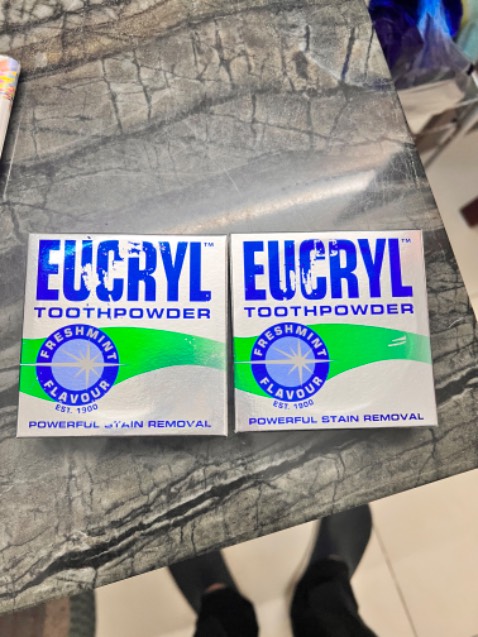 EUCRYL™
TOOTHPOWDER
FRESHMINT
FLAVOUR
EST. 1900
POWERFUL STAIN REMOVAL
EUCRYL™
TOOTHPOWDER
FRESHMINT
FLAVOUR
EST. 1900
POWERFUL STAIN REMOVAL